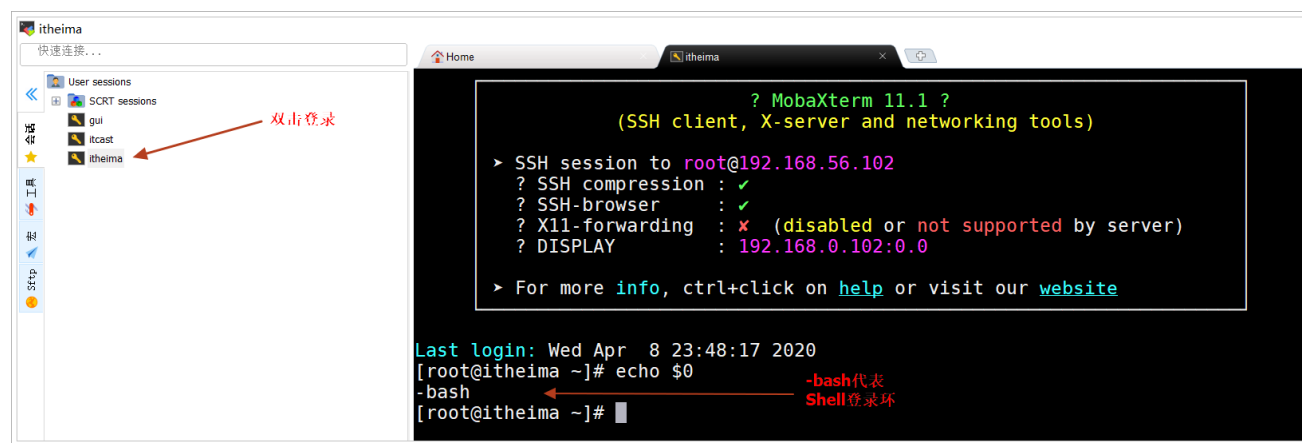 itheima
快速连接...
User sessions
SCRT sessions
gui
itcast
itheima
双击登录
会话
工具
宏
Sftp
Home
itheima
? MobaXterm 11.1 ?
(SSH client, X-server and networking tools)
➤ SSH session to root@192.168.56.102
? SSH compression : ✔
? SSH-browser : ✔
? X11-forwarding : ✘ (disabled or not supported by server)
? DISPLAY : 192.168.0.102:0.0
➤ For more info, ctrl+click on help or visit our website
Last login: Wed Apr 8 23:48:17 2020
[root@itheima ~]# echo $0
-bash
[root@itheima ~]#
-bash代表
Shell登录环